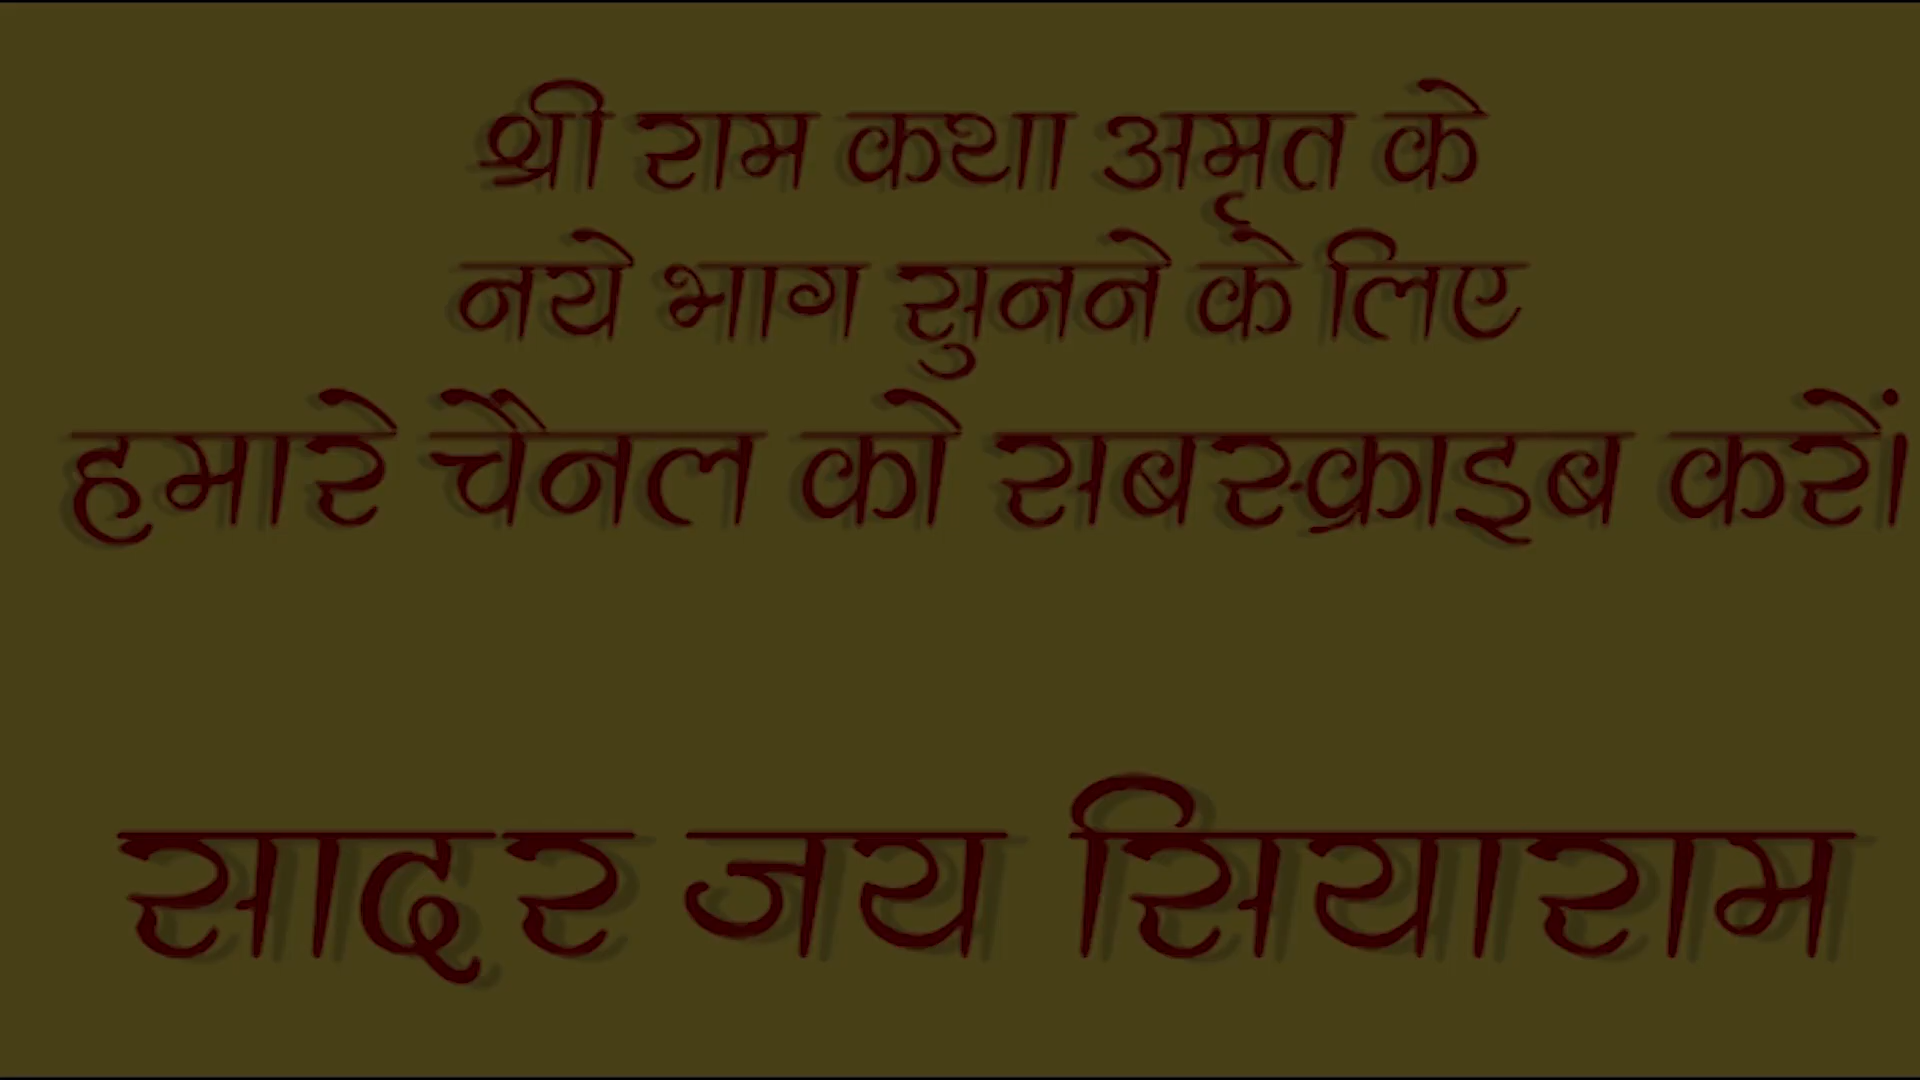 श्री राम कथा अमृत के
नये भाग सुनने के लिए
हमारे चैनल को सबस्क्राइब करें।
सादर जय सियाराम